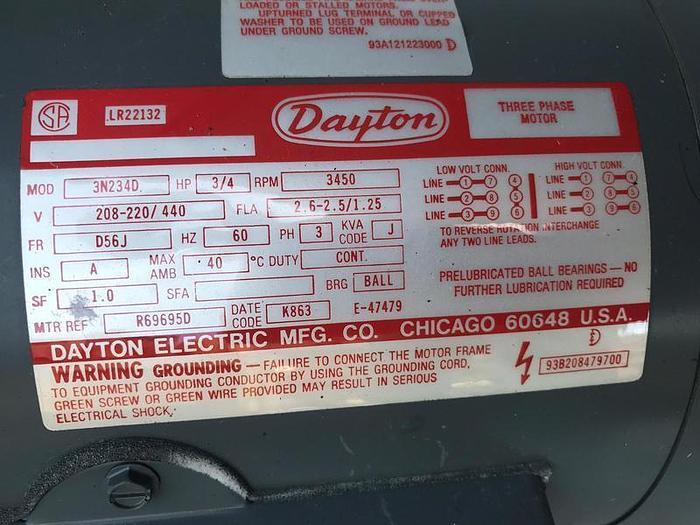 LOADED OR STALLED MOTORS.
UPTURNED LUG TERMINAL OR CUPPED
WASHER TO BE USED ON GROUND LEAD
UNDER GROUND SCREW.
93A121223000 D
SA LR22132 Dayton THREE PHASE
MOTOR
MOD 3N234D HP 3/4 RPM 3450
V 208-220/440 FLA 2.6-2.5/1.25
FR D56J HZ 60 PH 3 KVA CODE J
INS A MAX AMB 40 °C DUTY CONT.
SF 1.0 SFA BRG BALL
MTR REF R69695D DATE CODE K863 E-47479
LOW VOLT CONN. HIGH VOLT CONN.
LINE 1 7 4 LINE 1 7 4
LINE 2 8 5 LINE 2 8 5
LINE 3 9 6 LINE 3 9 6
TO REVERSE ROTATION INTERCHANGE
ANY TWO LINE LEADS.
PRELUBRICATED BALL BEARINGS — NO
FURTHER LUBRICATION REQUIRED
DAYTON ELECTRIC MFG. CO. CHICAGO 60648 U.S.A.
WARNING GROUNDING — FAILURE TO CONNECT THE MOTOR FRAME
TO EQUIPMENT GROUNDING CONDUCTOR BY USING THE GROUNDING CORD,
GREEN SCREW OR GREEN WIRE PROVIDED MAY RESULT IN SERIOUS
ELECTRICAL SHOCK.
D
93B208479700